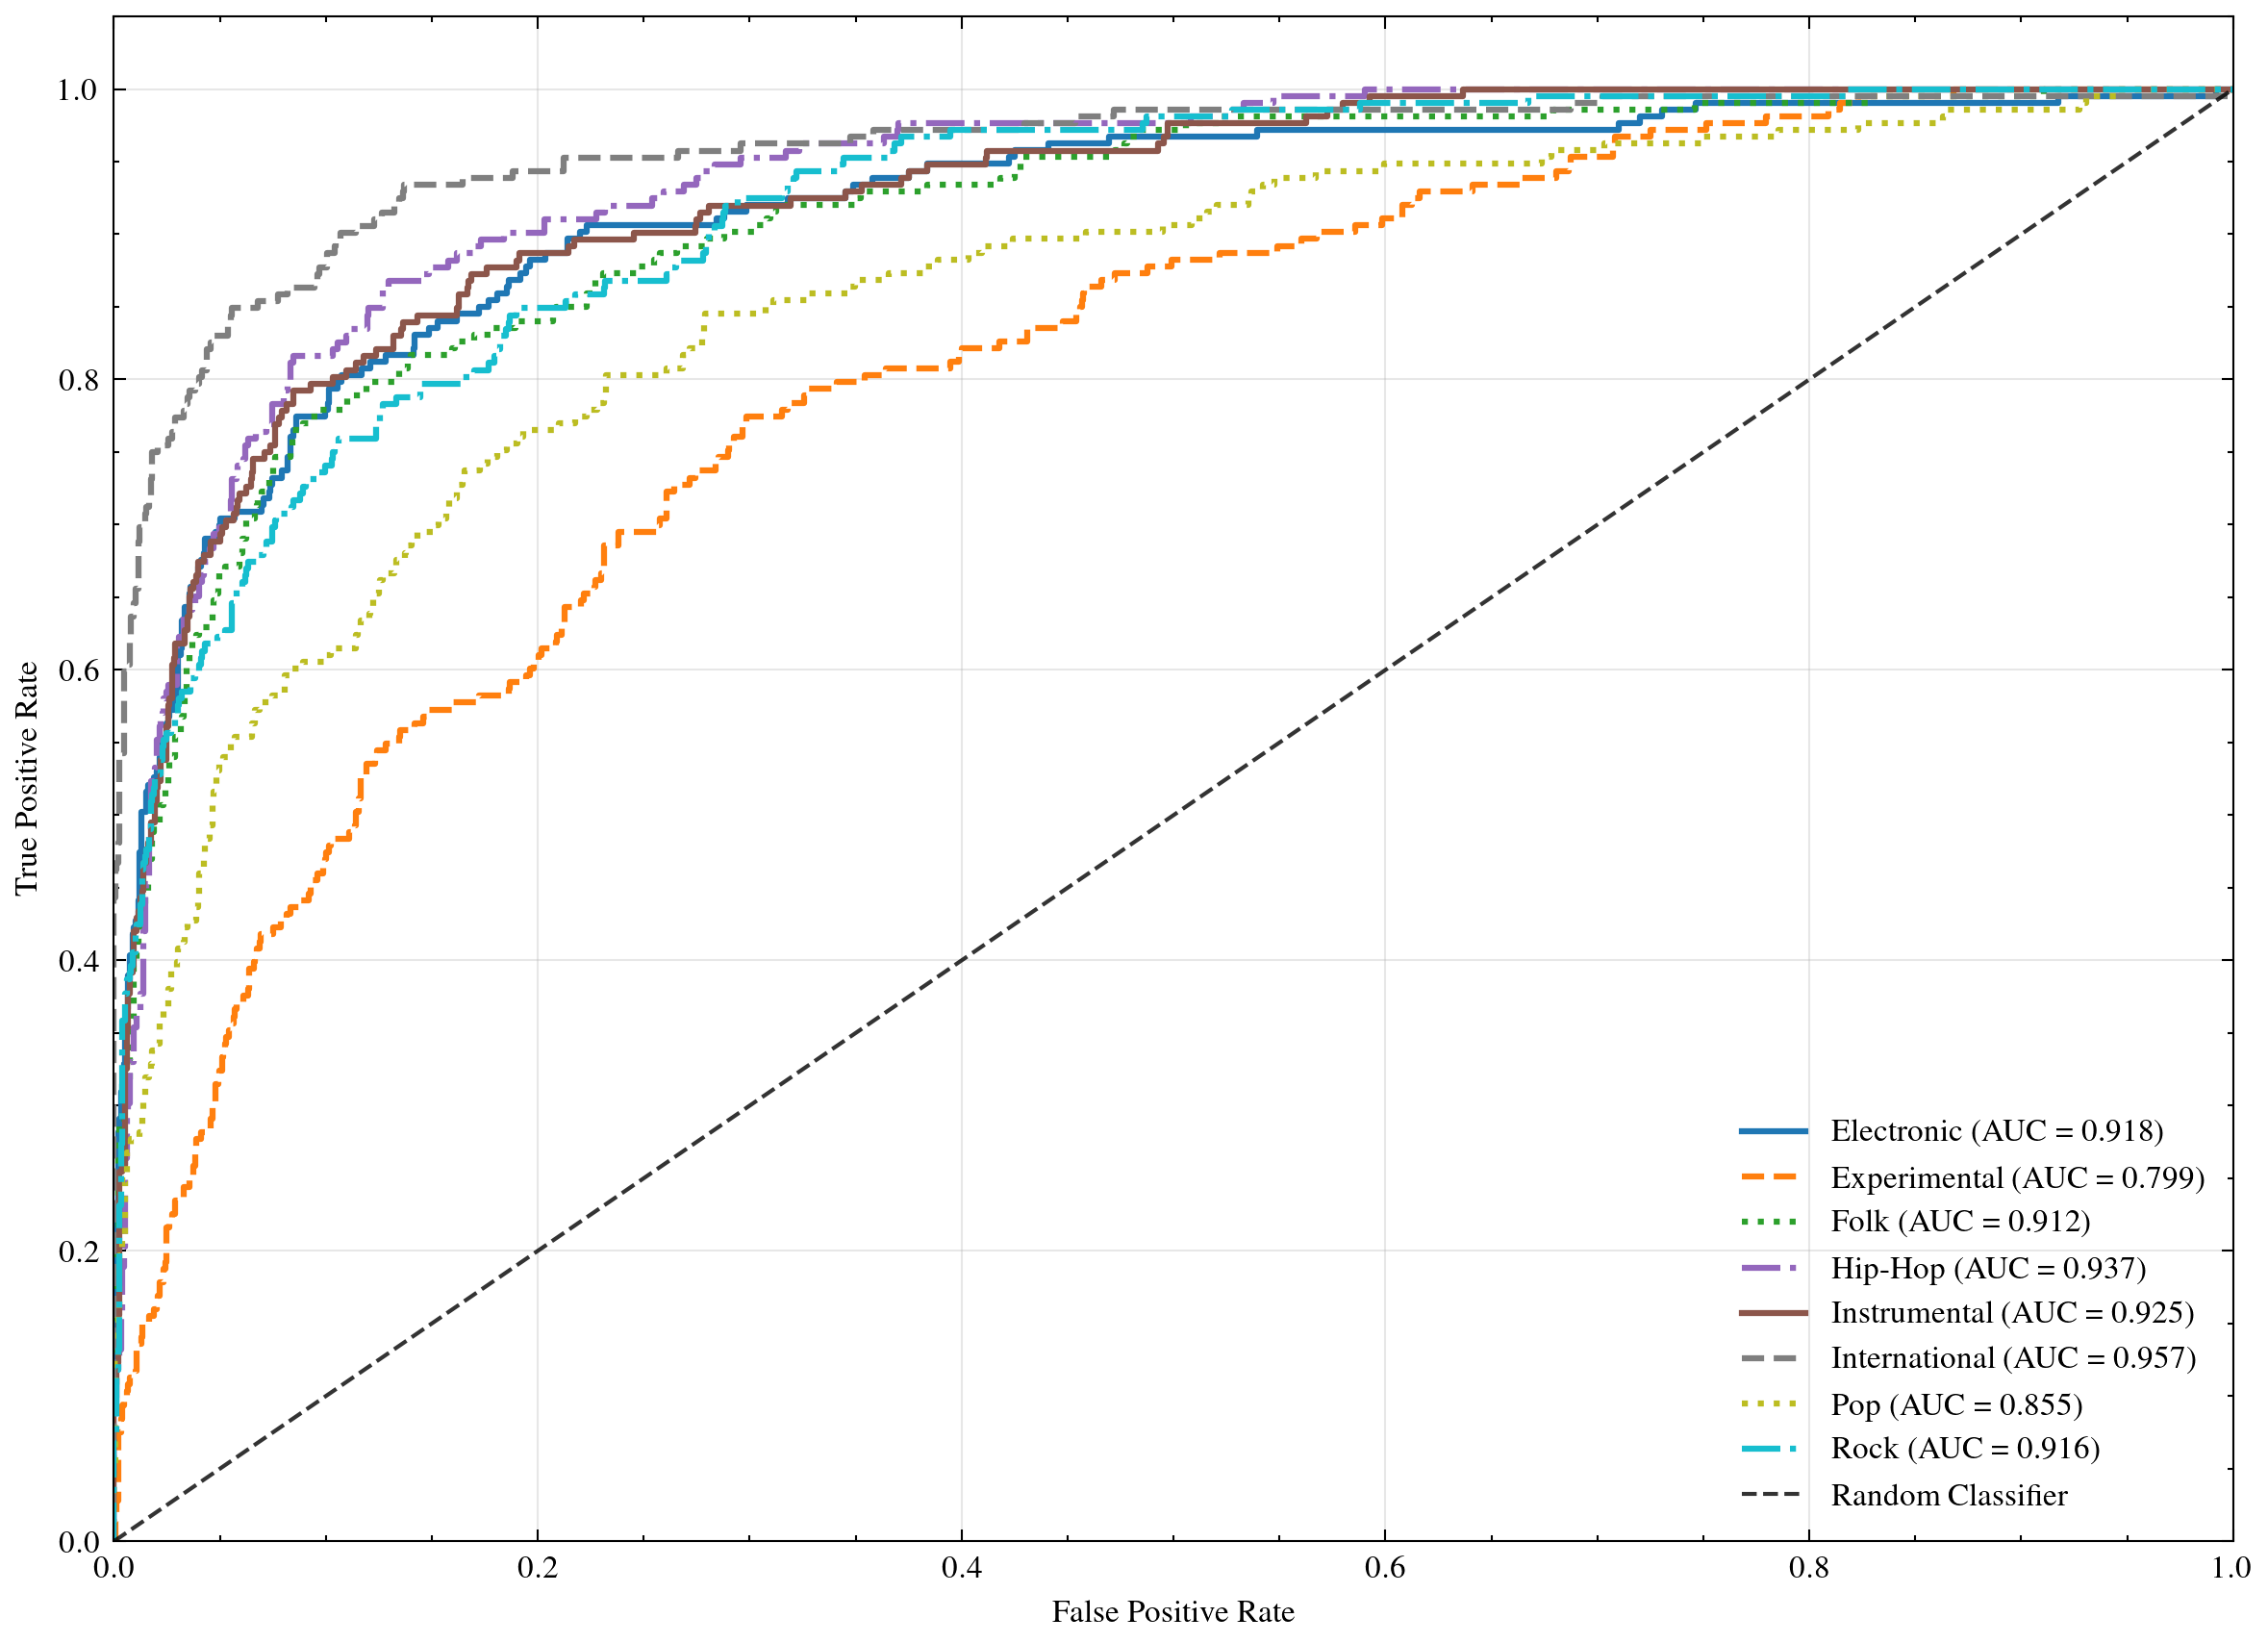 1.0
0.8
0.6
0.4
0.2
0.0
True Positive Rate
0.0 0.2 0.4 0.6 0.8 1.0
False Positive Rate
Electronic (AUC = 0.918)
Experimental (AUC = 0.799)
Folk (AUC = 0.912)
Hip-Hop (AUC = 0.937)
Instrumental (AUC = 0.925)
International (AUC = 0.957)
Pop (AUC = 0.855)
Rock (AUC = 0.916)
Random Classifier